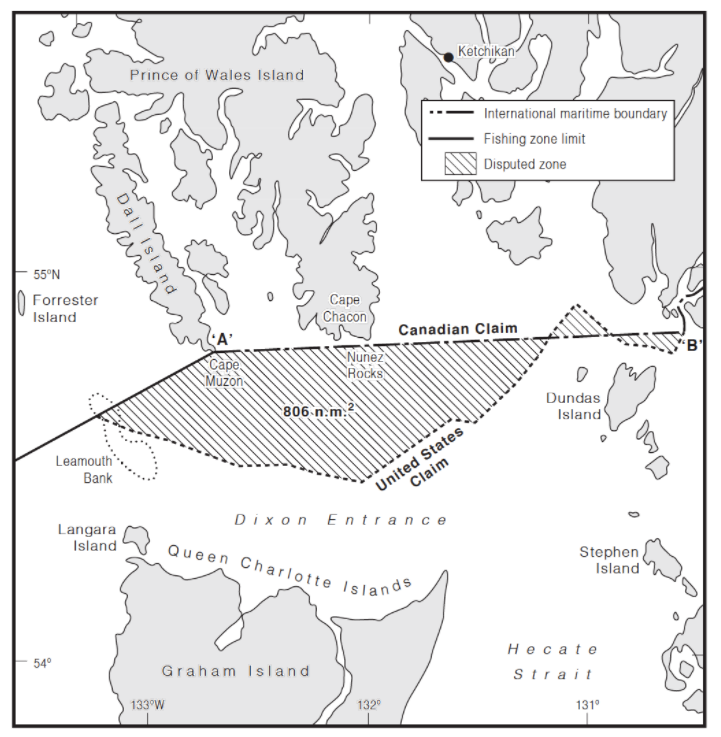 Ketchikan
Prince of Wales Island
International maritime boundary
Fishing zone limit
Disputed zone
Dall Island
55°N
Forrester
Island
Cape
Chacon
'A'
Canadian Claim
'B'
Cape
Muzon
Nunez
Rocks
Dundas
Island
806 n.m.²
United States
Claim
Learmouth
Bank
Dixon Entrance
Langara
Island
Queen Charlotte Islands
Stephen
Island
Hecate
Strait
54°
Graham Island
133°W
132°
131°